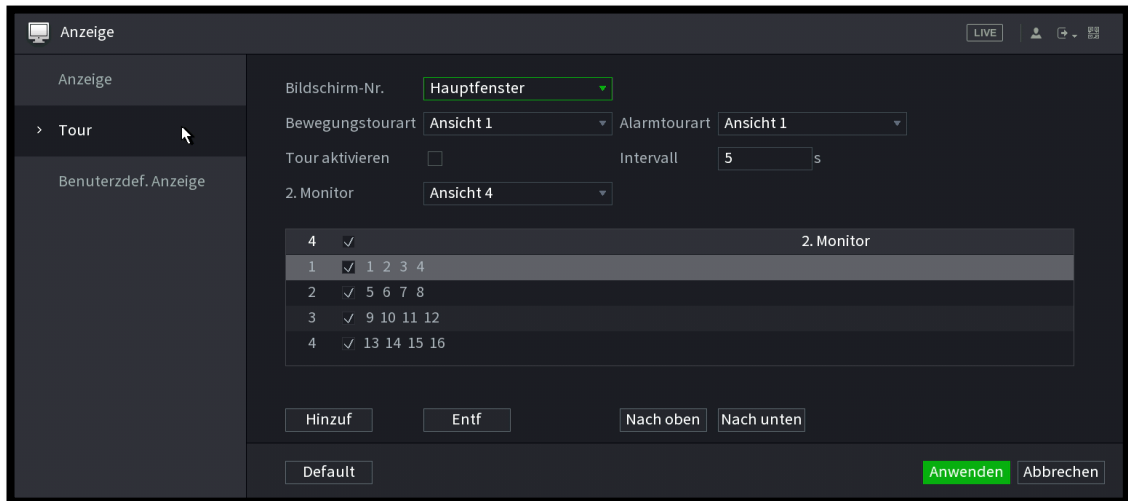 Anzeige LIVE
Anzeige
Tour
Benuterzdef. Anzeige
Bildschirm-Nr. Hauptfenster
Bewegungstourart Ansicht 1 Alarmtourart Ansicht 1
Tour aktivieren Intervall 5 s
2. Monitor Ansicht 4
4 2. Monitor
1 1 2 3 4
2 5 6 7 8
3 9 10 11 12
4 13 14 15 16
Hinzuf Entf Nach oben Nach unten
Default Anwenden Abbrechen